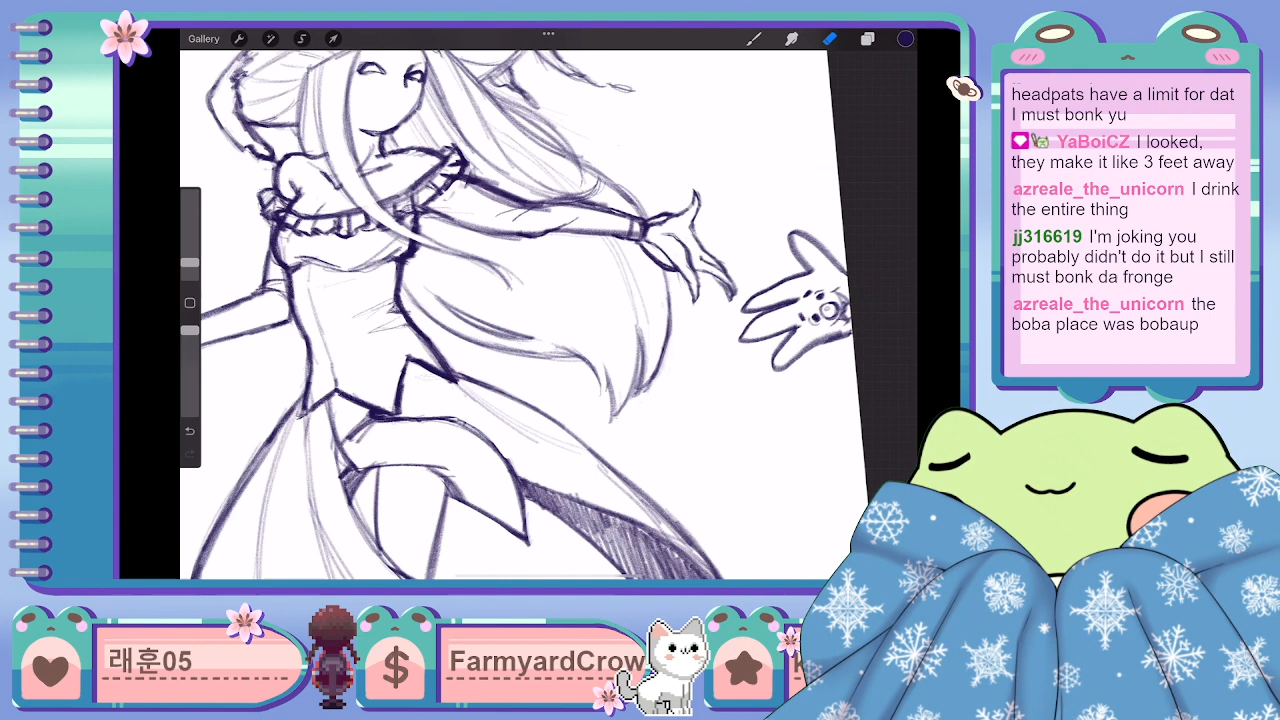 Gallery
headpats have a limit for dat
I must bonk yu
YaBoiCZ I looked,
they make it like 3 feet away
azreale_the_unicorn I drink
the entire thing
jj316619 I'm joking you
probably didn't do it but I still
must bonk da fronge
azreale_the_unicorn the
boba place was bobaup
래훈05
FarmyardCrow